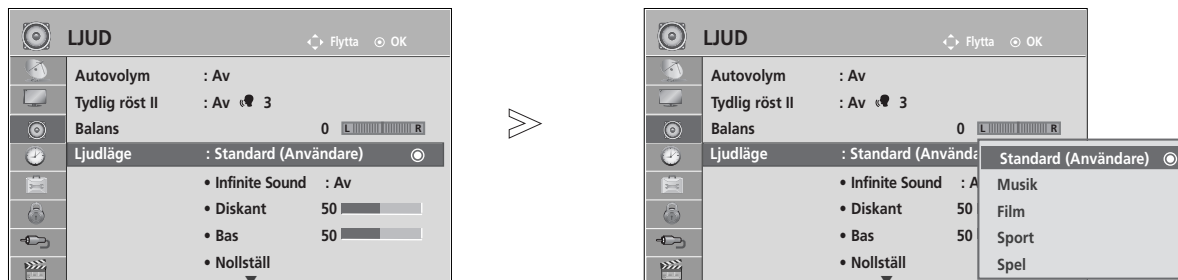 LJUD Flytta OK
Autovolym : Av
Tydlig röst II : Av 3
Balans 0 L R
Ljudläge : Standard (Användare)
• Infinite Sound : Av
• Diskant 50
• Bas 50
• Nollställ
>
LJUD Flytta OK
Autovolym : Av
Tydlig röst II : Av 3
Balans 0 L R
Ljudläge : Standard (Använda
• Infinite Sound : A
• Diskant 50
• Bas 50
• Nollställ
Standard (Användare)
Musik
Film
Sport
Spel